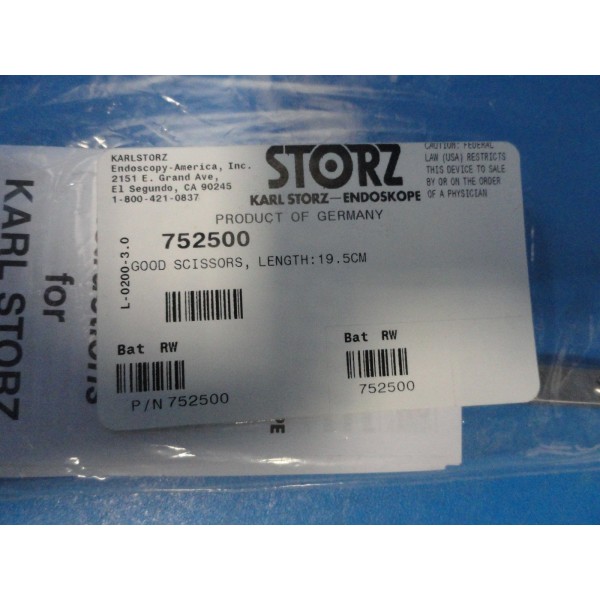 KARLSTORZ
Endoscopy-America, Inc.
2151 E. Grand Ave,
El Segundo, CA 90245
1-800-421-0837
STORZ
KARL STORZ—ENDOSKOPE
CAUTION: FEDERAL
LAW (USA) RESTRICTS
THIS DEVICE TO SALE
BY OR ON THE ORDER
OF A PHYSICIAN
PRODUCT OF GERMANY
L-0200-3.0
752500
GOOD SCISSORS, LENGTH:19.5CM
Bat RW
P/N 752500
Bat RW
752500
KARL STORZ
for